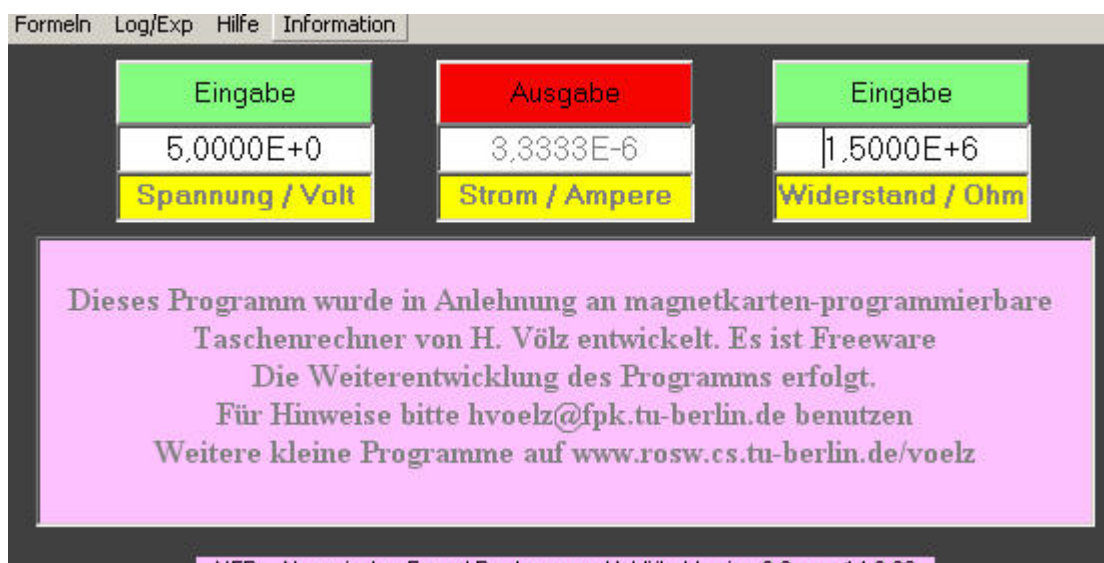 Formeln Log/Exp Hilfe Information
Eingabe Ausgabe Eingabe
5,0000E+0 3,3333E-6 1,5000E+6
Spannung / Volt Strom / Ampere Widerstand / Ohm
Dieses Programm wurde in Anlehnung an magnetkarten-programmierbare
Taschenrechner von H. Völz entwickelt. Es ist Freeware
Die Weiterentwicklung des Programms erfolgt.
Für Hinweise bitte hvoelz@fpk.tu-berlin.de benutzen
Weitere kleine Programme auf www.rosw.cs.tu-berlin.de/voelz